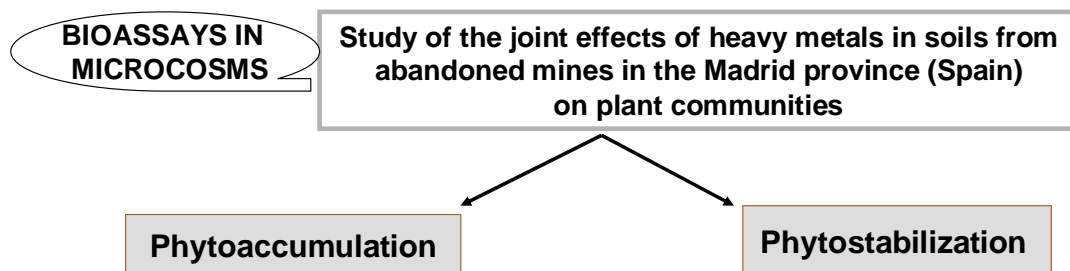 BIOASSAYS IN
MICROCOSMS
Study of the joint effects of heavy metals in soils from
abandoned mines in the Madrid province (Spain)
on plant communities
Phytoaccumulation
Phytostabilization